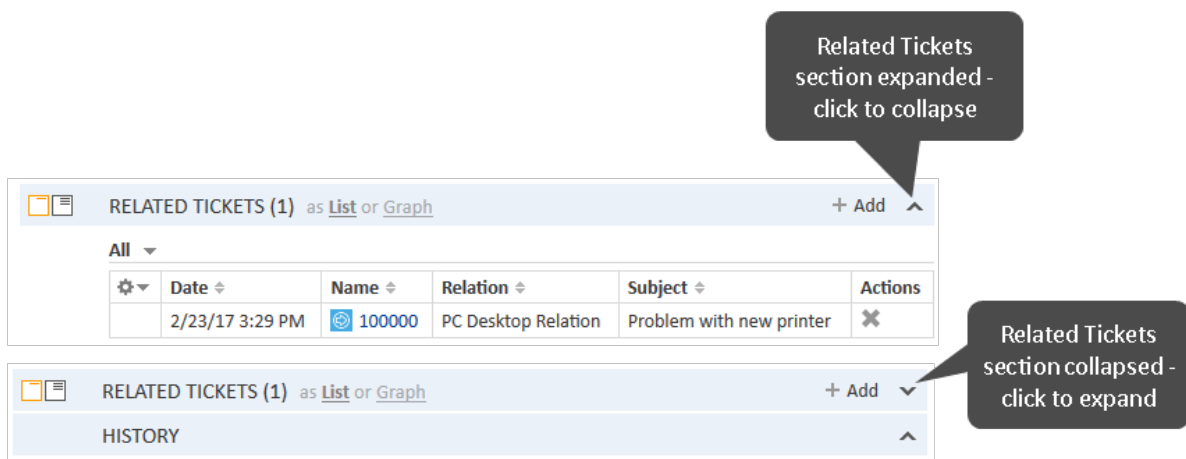 Related Tickets
section expanded -
click to collapse
RELATED TICKETS (1) as List or Graph + Add
All
Date Name Relation Subject Actions
2/23/17 3:29 PM 100000 PC Desktop Relation Problem with new printer
Related Tickets
section collapsed -
click to expand
RELATED TICKETS (1) as List or Graph + Add
HISTORY